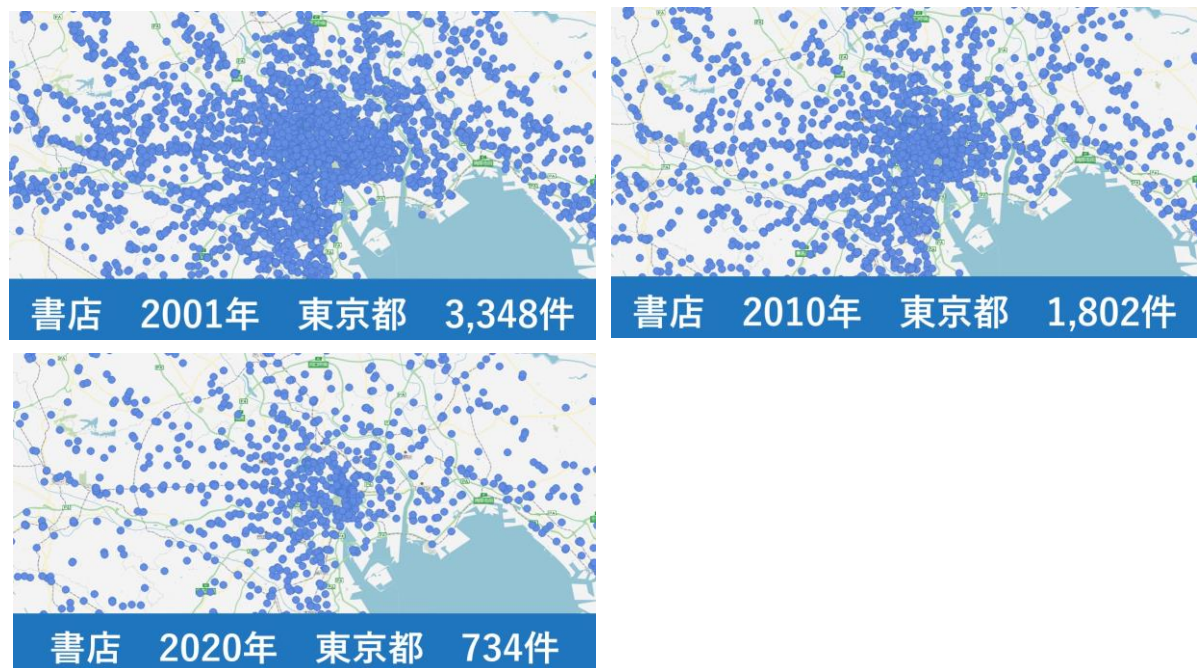 書店　2001年　東京都　3,348件
書店　2010年　東京都　1,802件
書店　2020年　東京都　734件